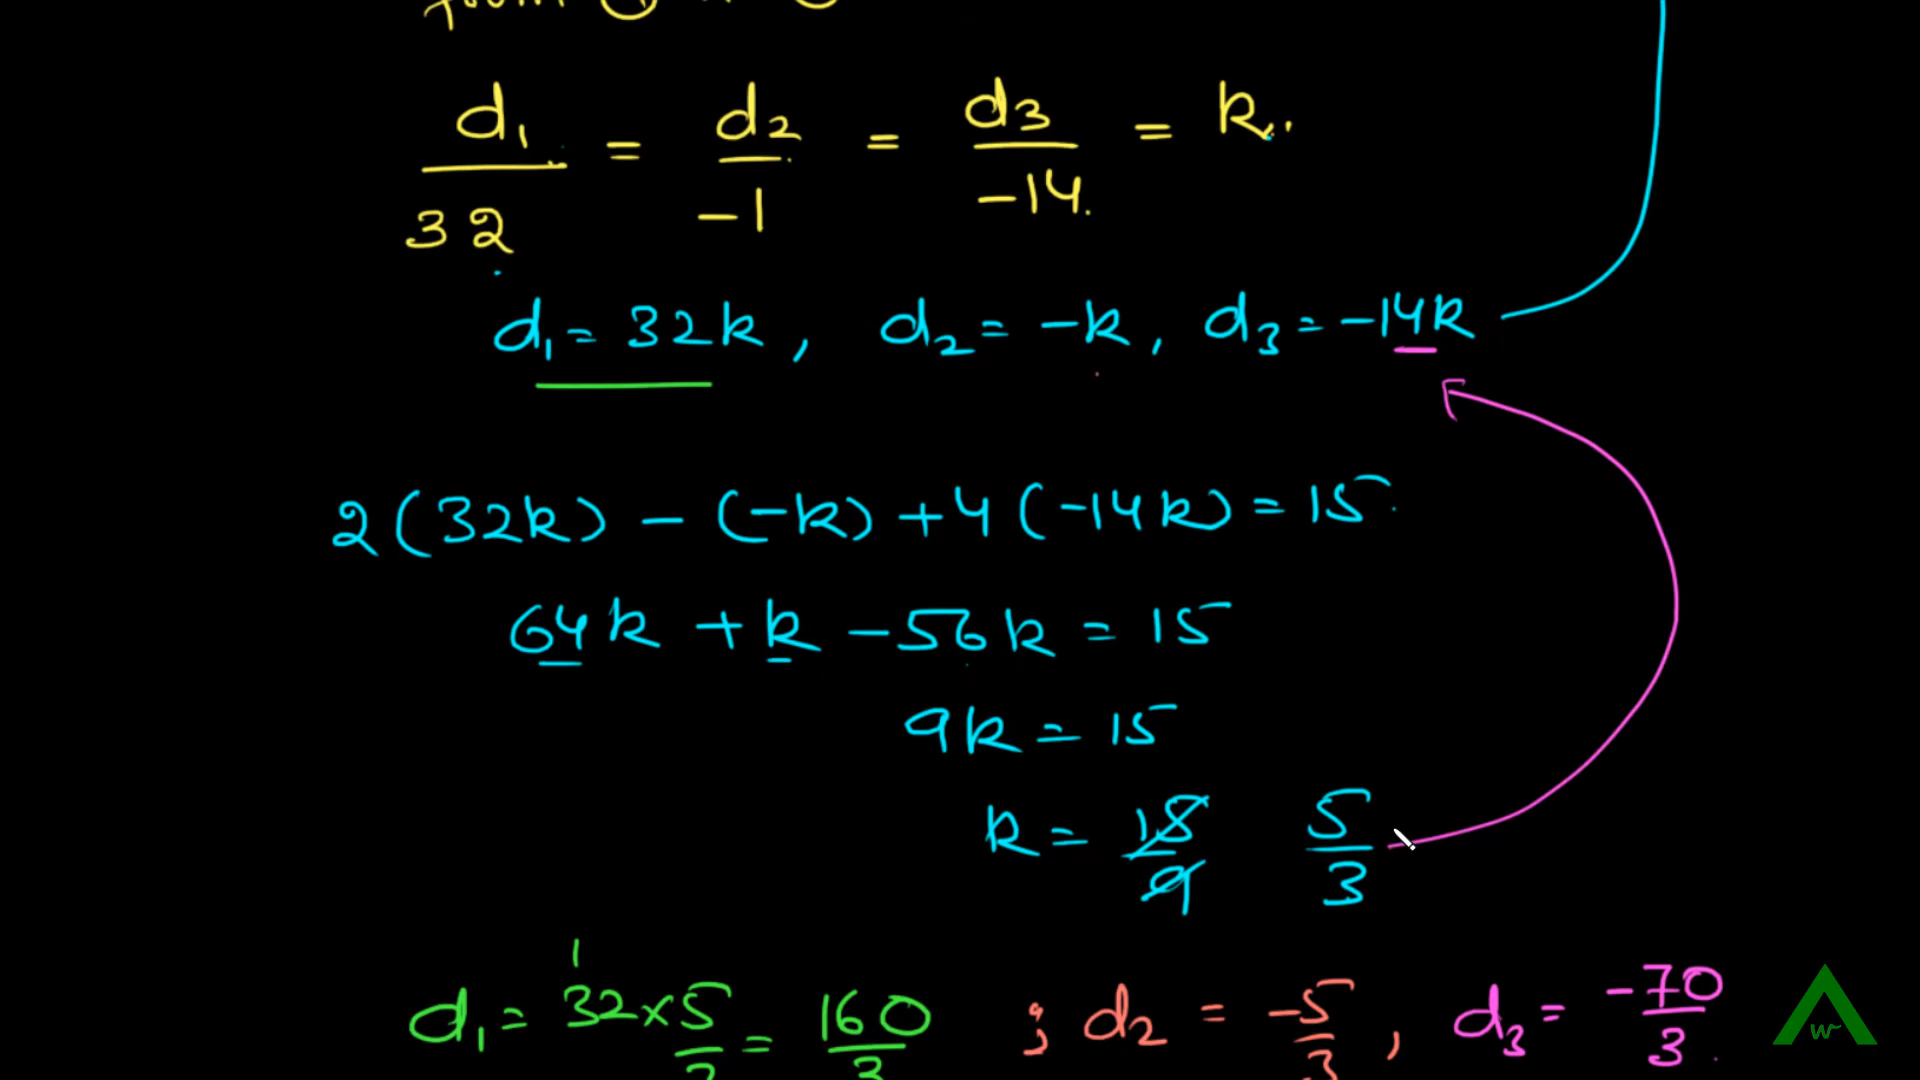 d₁/32 = d₂/-1 = d₃/-14 = k.
d₁ = 32k, d₂ = -k, d₃ = -14k
2(32k) - (-k) + 4(-14k) = 15
64k + k - 56k = 15
9k = 15
k = 15/9 5/3
d₁ = 32×5/3 = 160/3 ; d₂ = -5/3, d₃ = -70/3